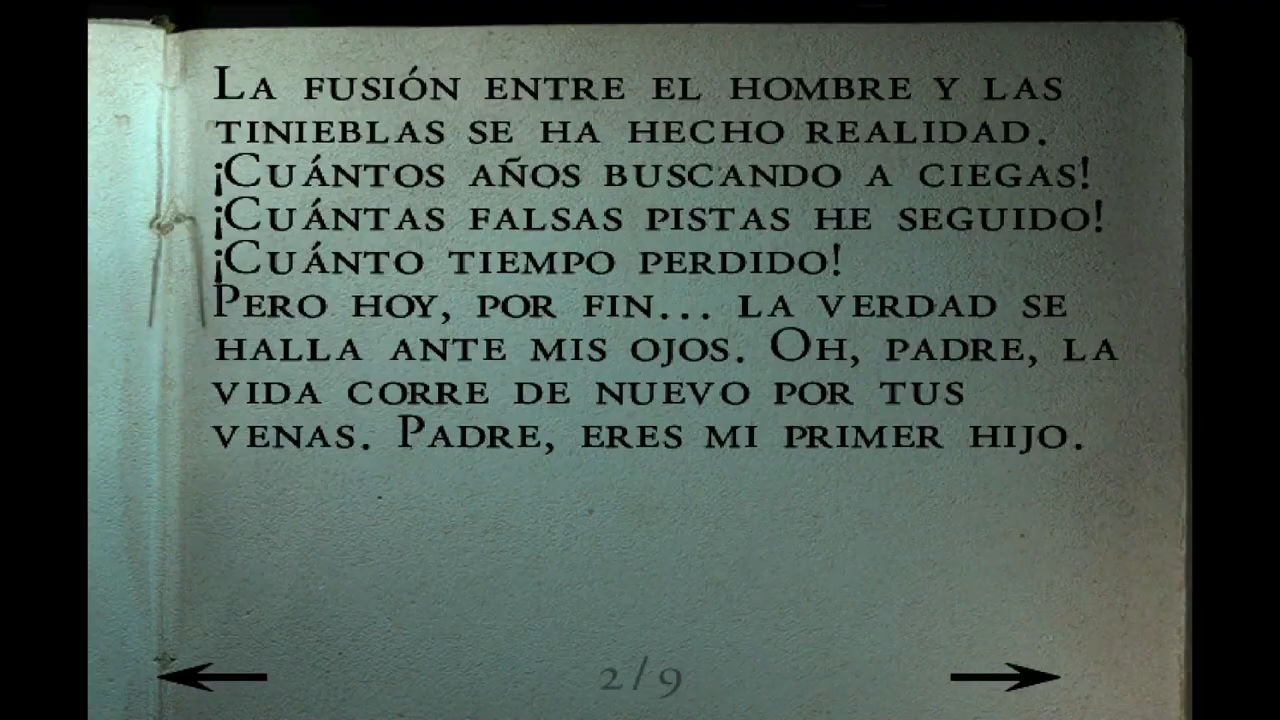 La fusión entre el hombre y las
tinieblas se ha hecho realidad.
¡Cuántos años buscando a ciegas!
¡Cuántas falsas pistas he seguido!
¡Cuánto tiempo perdido!
Pero hoy, por fin... la verdad se
halla ante mis ojos. Oh, padre, la
vida corre de nuevo por tus
venas. Padre, eres mi primer hijo.
2/9